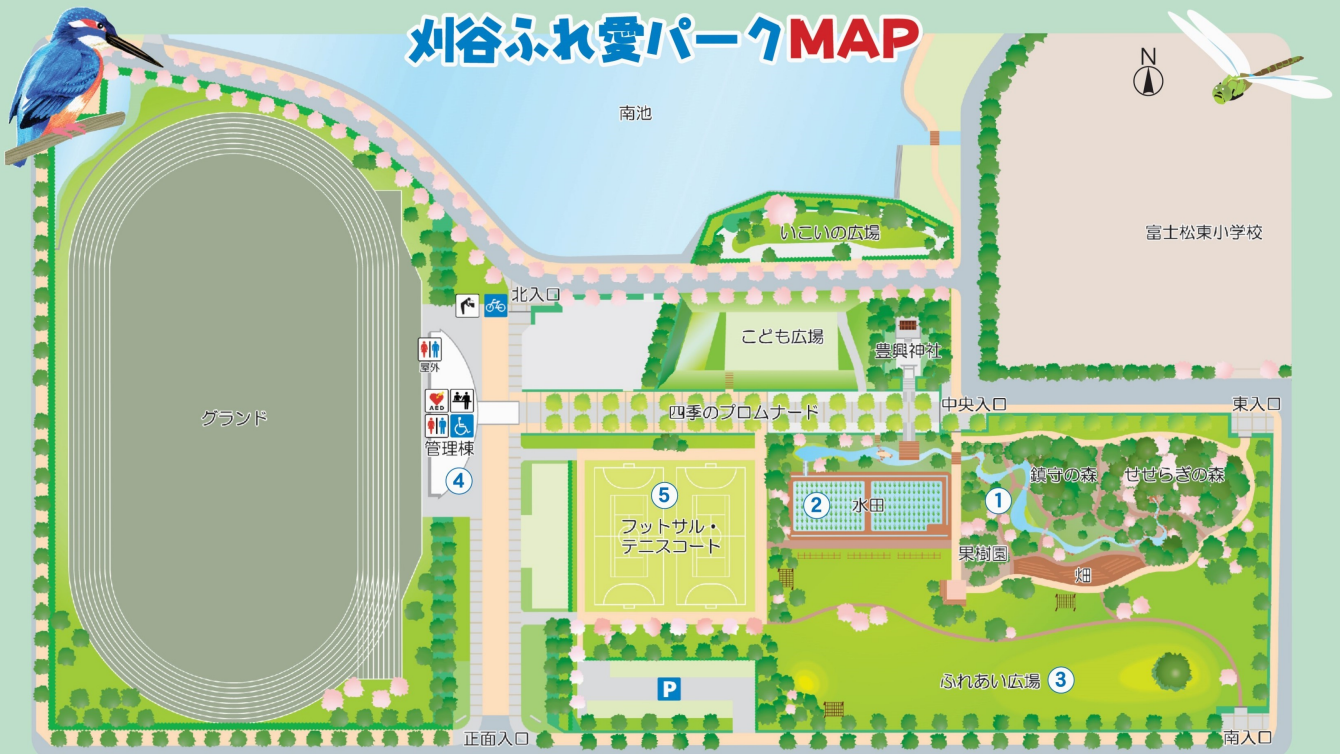 刈谷ふれ愛パークMAP
N
南池
いこいの広場
富士松東小学校
北入口
こども広場
豊興神社
屋外
AED
グランド
四季のプロムナード
中央入口
東入口
管理棟
④
⑤
フットサル・
テニスコート
②
水田
①
鎮守の森
せせらぎの森
果樹園
畑
ふれあい広場 ③
P
正面入口
南入口